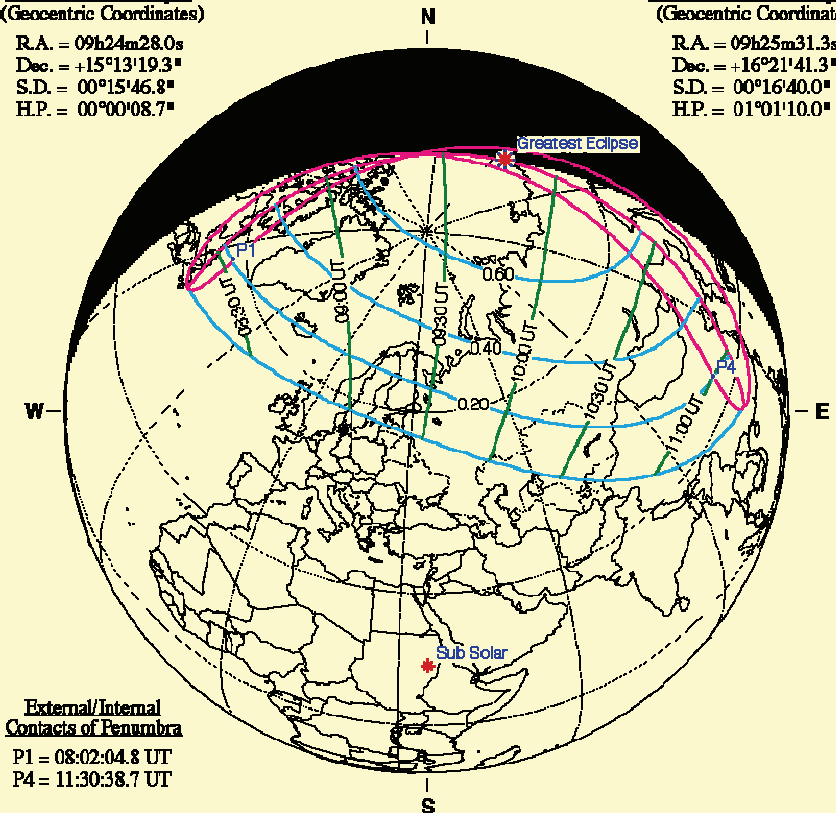 (Geocentric Coordinates)
R.A. = 09h24m28.0s
Dec. = +15°13'19.3"
S.D. = 00°15'46.8"
H.P. = 00°00'08.7"
N
(Geocentric Coordinat
R.A. = 09h25m31.3s
Dec. = +16°21'41.3"
S.D. = 00°16'40.0"
H.P. = 01°01'10.0"
Greatest Eclipse
P1
0.60
08:30 UT
09:00 UT
09:30 UT
10:00 UT
0.40
P4
10:30 UT
0.20
11:00 UT
W
E
Sub Solar
External/Internal
Contacts of Penumbra
P1 = 08:02:04.8 UT
P4 = 11:30:38.7 UT
S